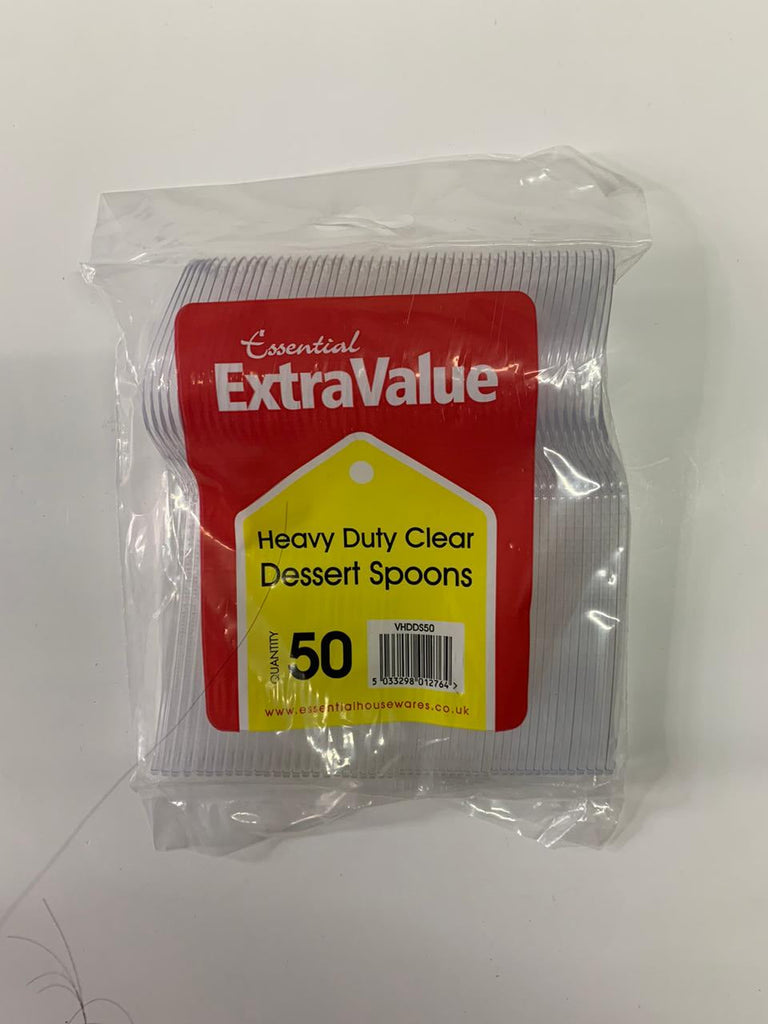 Essential
ExtraValue
Heavy Duty Clear
Dessert Spoons
QUANTITY
50
VHDDS50
5 033298 012764 >
www.essentialhousewares.co.uk